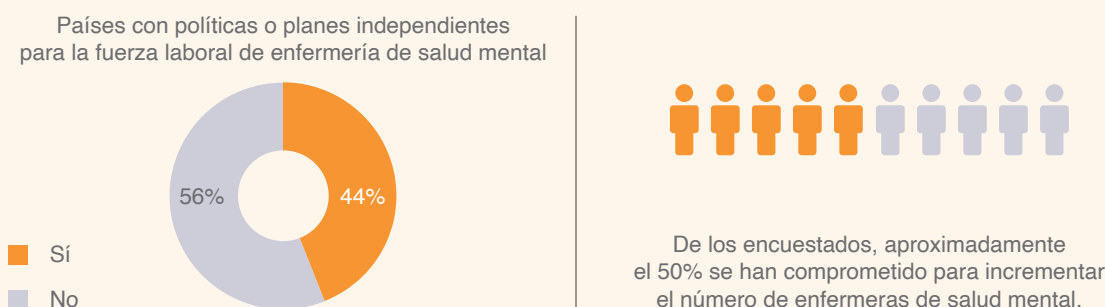 Países con políticas o planes independientes
para la fuerza laboral de enfermería de salud mental
56%
44%
Sí
No
De los encuestados, aproximadamente
el 50% se han comprometido para incrementar
el número de enfermeras de salud mental.